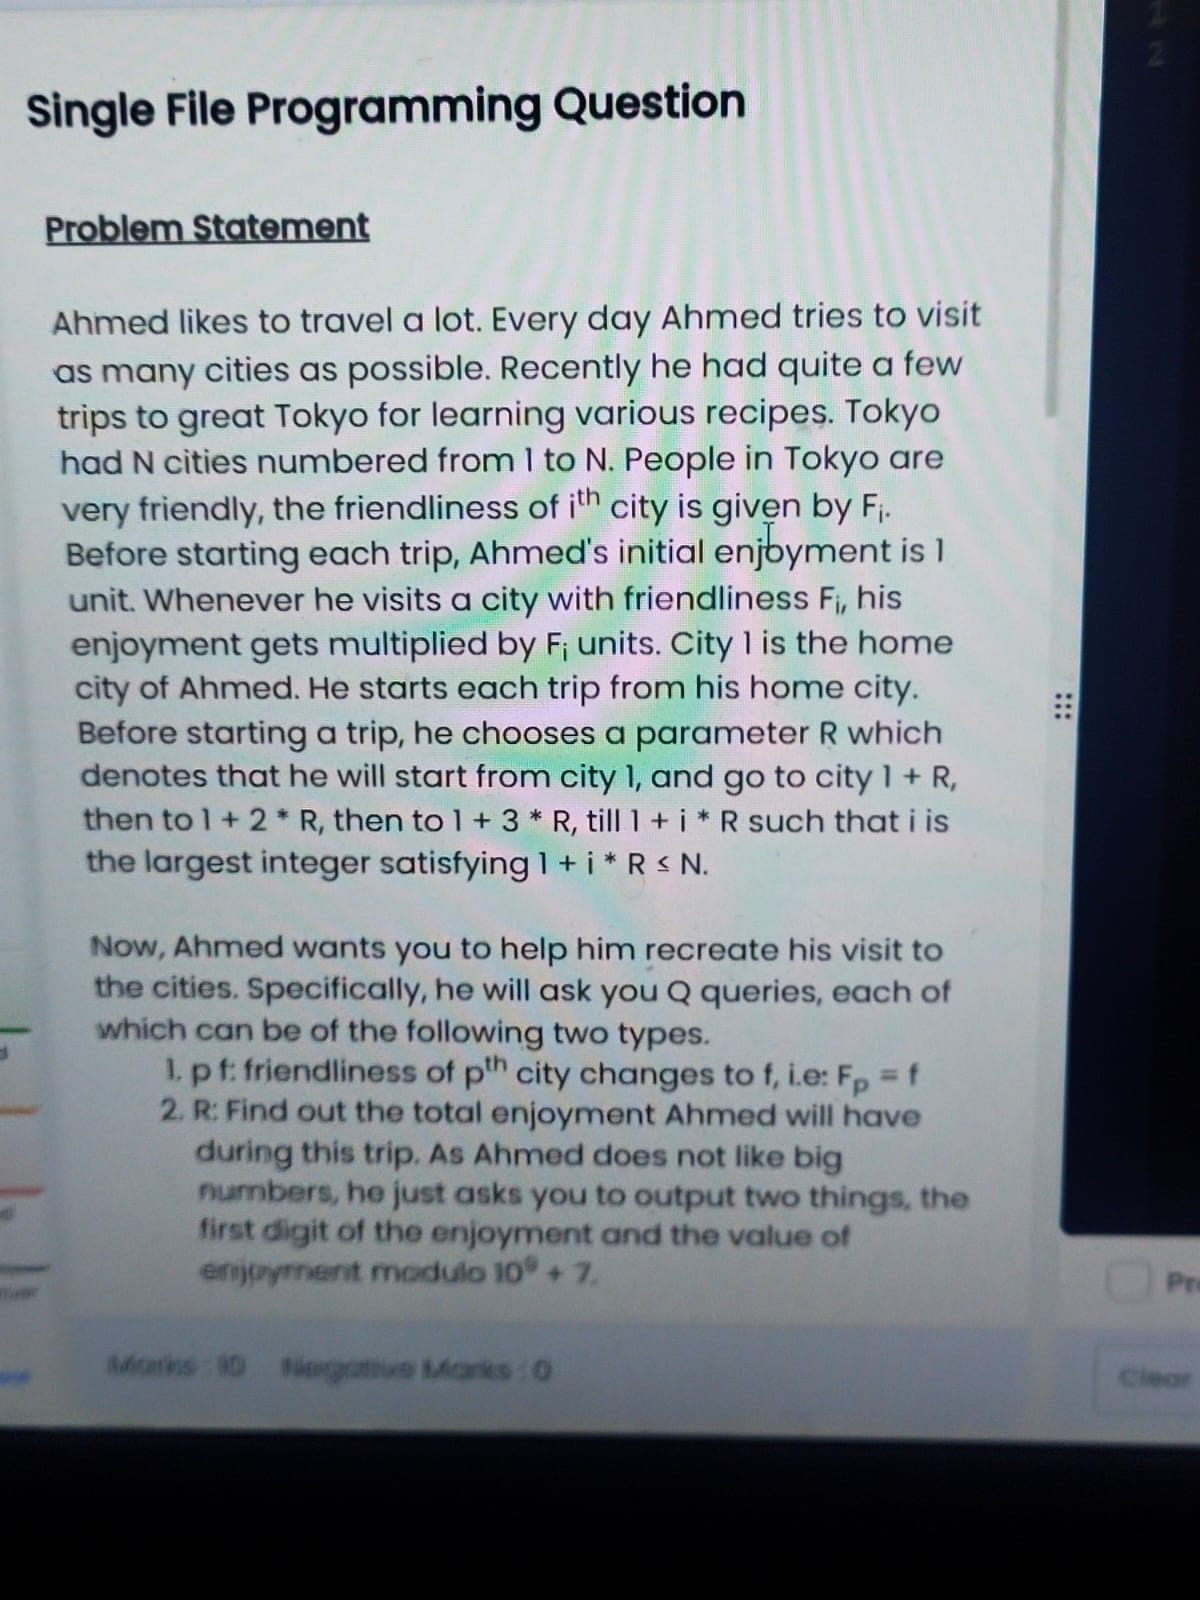 1
2
Single File Programming Question
Problem Statement
Ahmed likes to travel a lot. Every day Ahmed tries to visit
as many cities as possible. Recently he had quite a few
trips to great Tokyo for learning various recipes. Tokyo
had N cities numbered from 1 to N. People in Tokyo are
very friendly, the friendliness of iᵗʰ city is given by Fᵢ.
Before starting each trip, Ahmed's initial enjoyment is 1
unit. Whenever he visits a city with friendliness Fᵢ, his
enjoyment gets multiplied by Fᵢ units. City 1 is the home
city of Ahmed. He starts each trip from his home city.
Before starting a trip, he chooses a parameter R which
denotes that he will start from city 1, and go to city 1 + R,
then to 1 + 2 * R, then to 1 + 3 * R, till 1 + i * R such that i is
the largest integer satisfying 1 + i * R ≤ N.
Now, Ahmed wants you to help him recreate his visit to
the cities. Specifically, he will ask you Q queries, each of
which can be of the following two types.
1. p f: friendliness of pᵗʰ city changes to f, i.e: Fₚ = f
2. R: Find out the total enjoyment Ahmed will have
during this trip. As Ahmed does not like big
numbers, he just asks you to output two things, the
first digit of the enjoyment and the value of
enjoyment modulo 10⁹ + 7.
Marks : 10 Negative Marks : 0
Clear